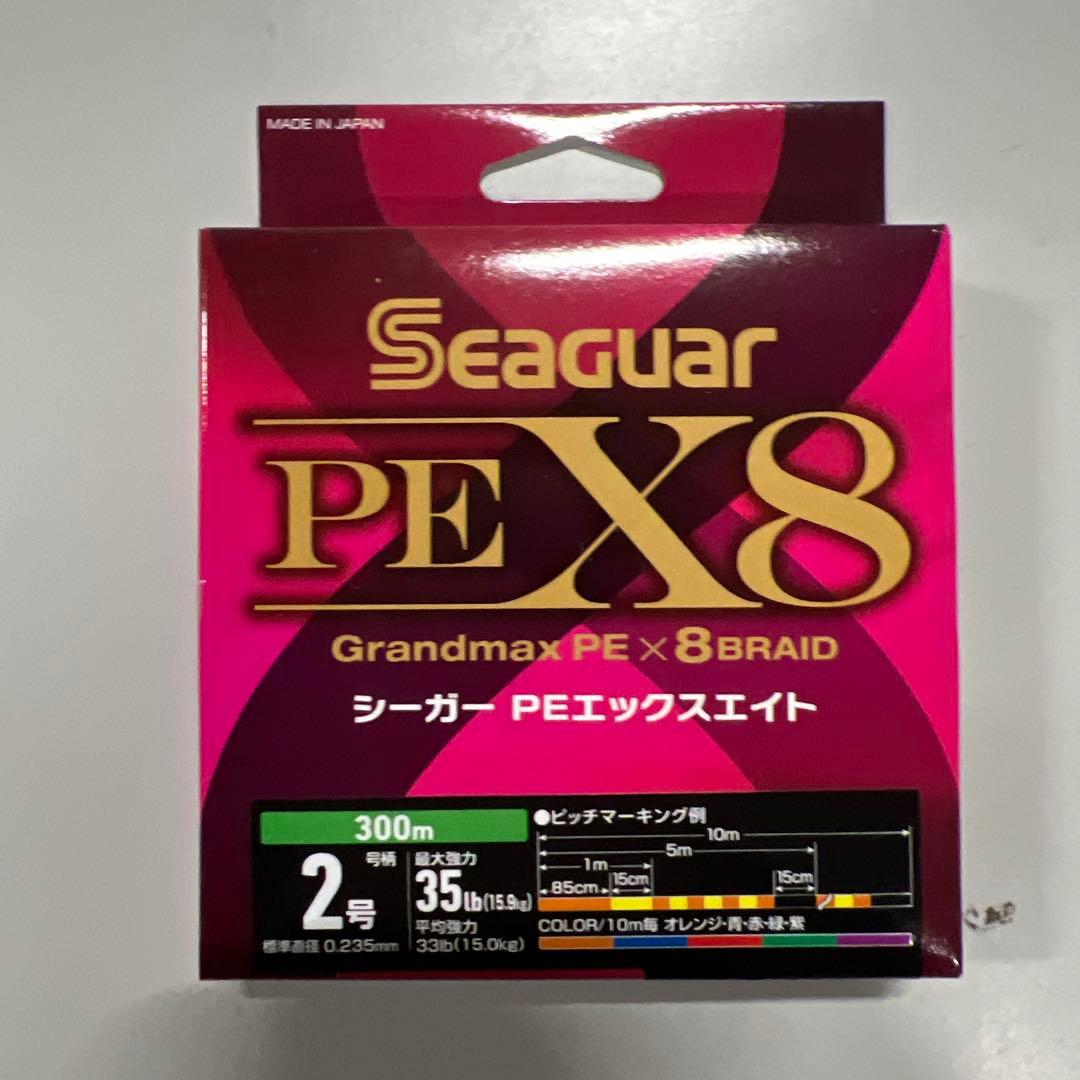 MADE IN JAPAN
Seaguar
PE X8
Grandmax PE×8BRAID
シーガー PEエックスエイト
300m
2号
号柄
標準直径 0.235mm
最大強力
35lb(15.9kg)
平均強力
33lb(15.0kg)
●ピッチマーキング例
10m
5m
1m
85cm
15cm
15cm
COLOR/10m毎 オレンジ・青・赤・緑・紫